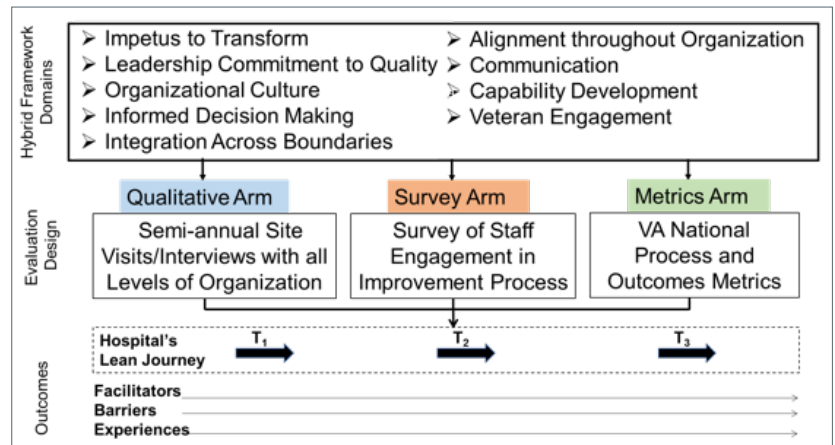 Hybrid Framework
Domains
➢ Impetus to Transform
➢ Leadership Commitment to Quality
➢ Organizational Culture
➢ Informed Decision Making
➢ Integration Across Boundaries
➢ Alignment throughout Organization
➢ Communication
➢ Capability Development
➢ Veteran Engagement
Evaluation
Design
Qualitative Arm
Semi-annual Site
Visits/Interviews with all
Levels of Organization
Survey Arm
Survey of Staff
Engagement in
Improvement Process
Metrics Arm
VA National
Process and
Outcomes Metrics
Outcomes
Hospital's
Lean Journey
T1
T2
T3
Facilitators
Barriers
Experiences